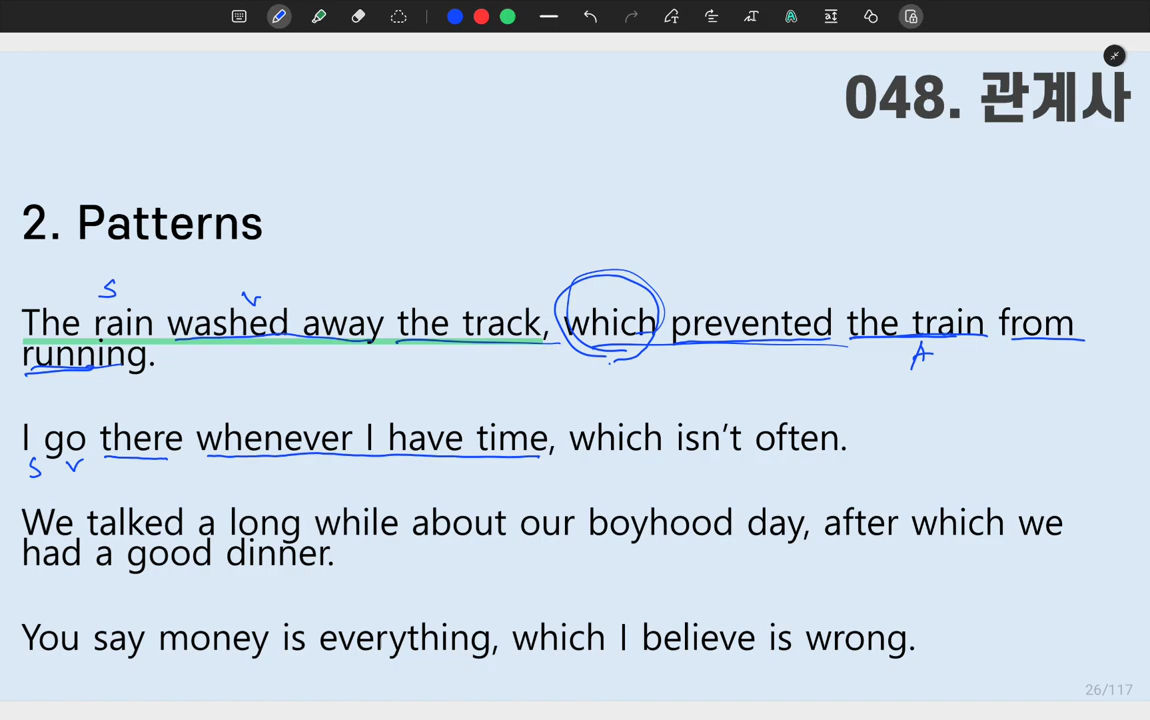 048. 관계사
2. Patterns
S
V
The rain washed away the track, which prevented the train from
running.
A
I go there whenever I have time, which isn't often.
S V
We talked a long while about our boyhood day, after which we
had a good dinner.
You say money is everything, which I believe is wrong.
26/117